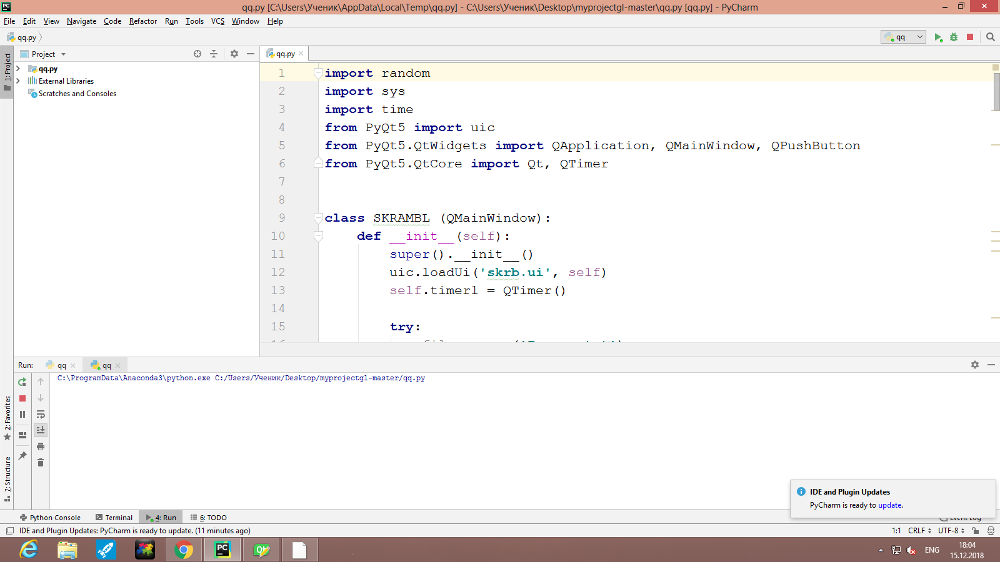 qq.py [C:\Users\Ученик\AppData\Local\Temp\qq.py] - C:\Users\Ученик\Desktop\myprojectgl-master\qq.py [qq.py] - PyCharm
File Edit View Navigate Code Refactor Run Tools VCS Window Help
qq.py
qq
1: Project
Project
qq.py
External Libraries
Scratches and Consoles
qq.py
1 import random
2 import sys
3 import time
4 from PyQt5 import uic
5 from PyQt5.QtWidgets import QApplication, QMainWindow, QPushButton
6 from PyQt5.QtCore import Qt, QTimer
7
8
9 class SKRAMBL (QMainWindow):
10 def __init__(self):
11 super().__init__()
12 uic.loadUi('skrb.ui', self)
13 self.timer1 = QTimer()
14
15 try:
Run: qq qq
C:\ProgramData\Anaconda3\python.exe C:/Users/Ученик/Desktop/myprojectgl-master/qq.py
2: Favorites
7: Structure
IDE and Plugin Updates
PyCharm is ready to update.
Python Console Terminal 4: Run 6: TODO Event Log
IDE and Plugin Updates: PyCharm is ready to update. (11 minutes ago) 1:1 CRLF UTF-8
PC Qt ENG 18:04
15.12.2018